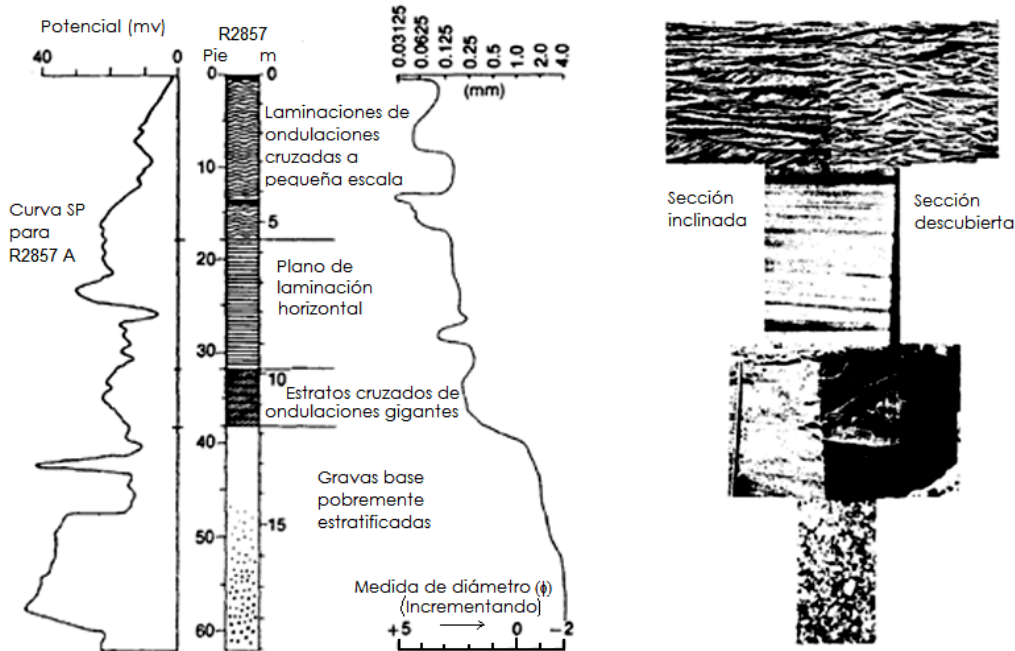 Potencial (mv)
40
0
Curva SP
para
R2857 A
R2857
Pie m
0
10
20
30
40
50
60
0
5
10
15
Laminaciones de
ondulaciones
cruzadas a
pequeña escala
Plano de
laminación
horizontal
Estratos cruzados de
ondulaciones gigantes
Gravas base
pobremente
estratificadas
0.03125
0.0625
0.125
0.25
0.5
1.0
2.0
4.0
(mm)
Medida de diámetro (ϕ)
(Incrementando)
+5 0 −2
Sección
inclinada
Sección
descubierta